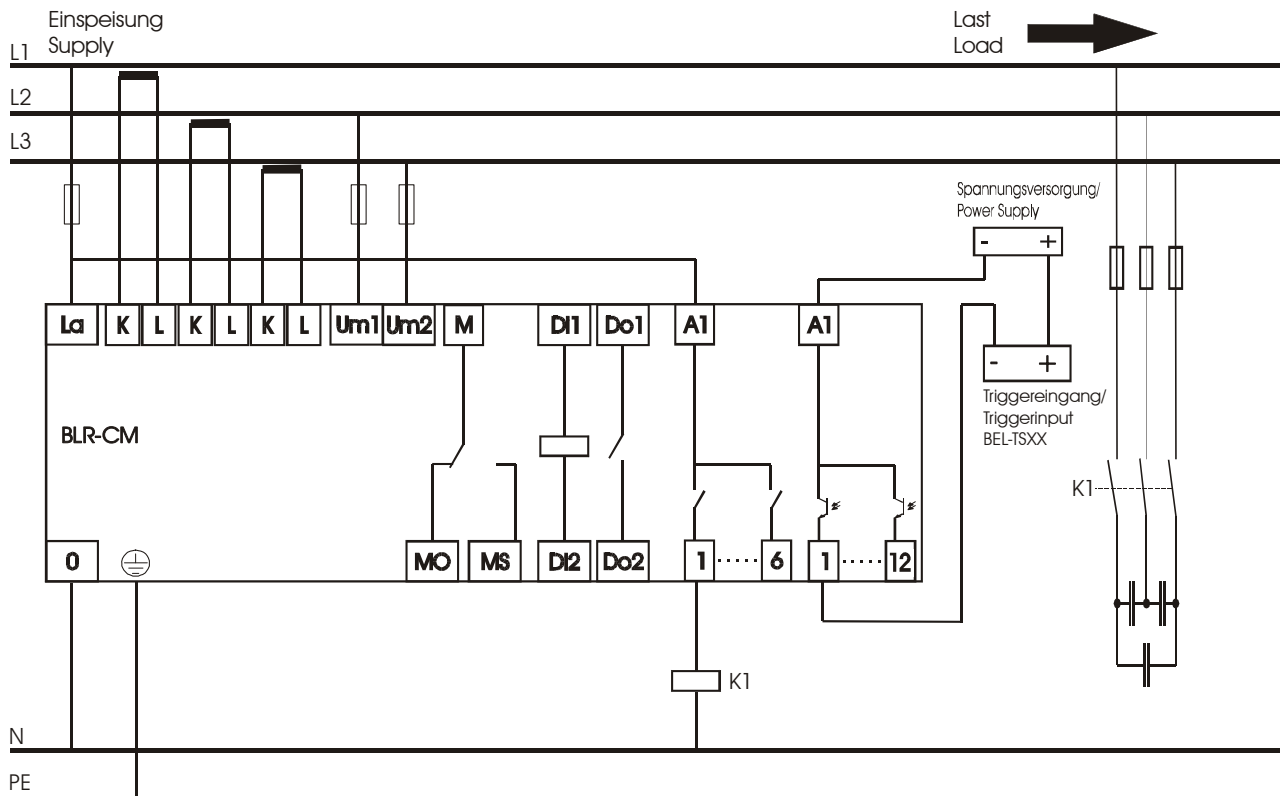 Einspeisung
Supply
Last
Load
L1
L2
L3
Spannungsversorgung/
Power Supply
- +
La K L K L K L Um1 Um2 M DI1 Do1 A1 A1
- +
Triggereingang/
Triggerinput
BEL-TSXX
BLR-CM
K1
0 MO MS DI2 Do2 1 ...... 6 1 ...... 12
K1
N
PE